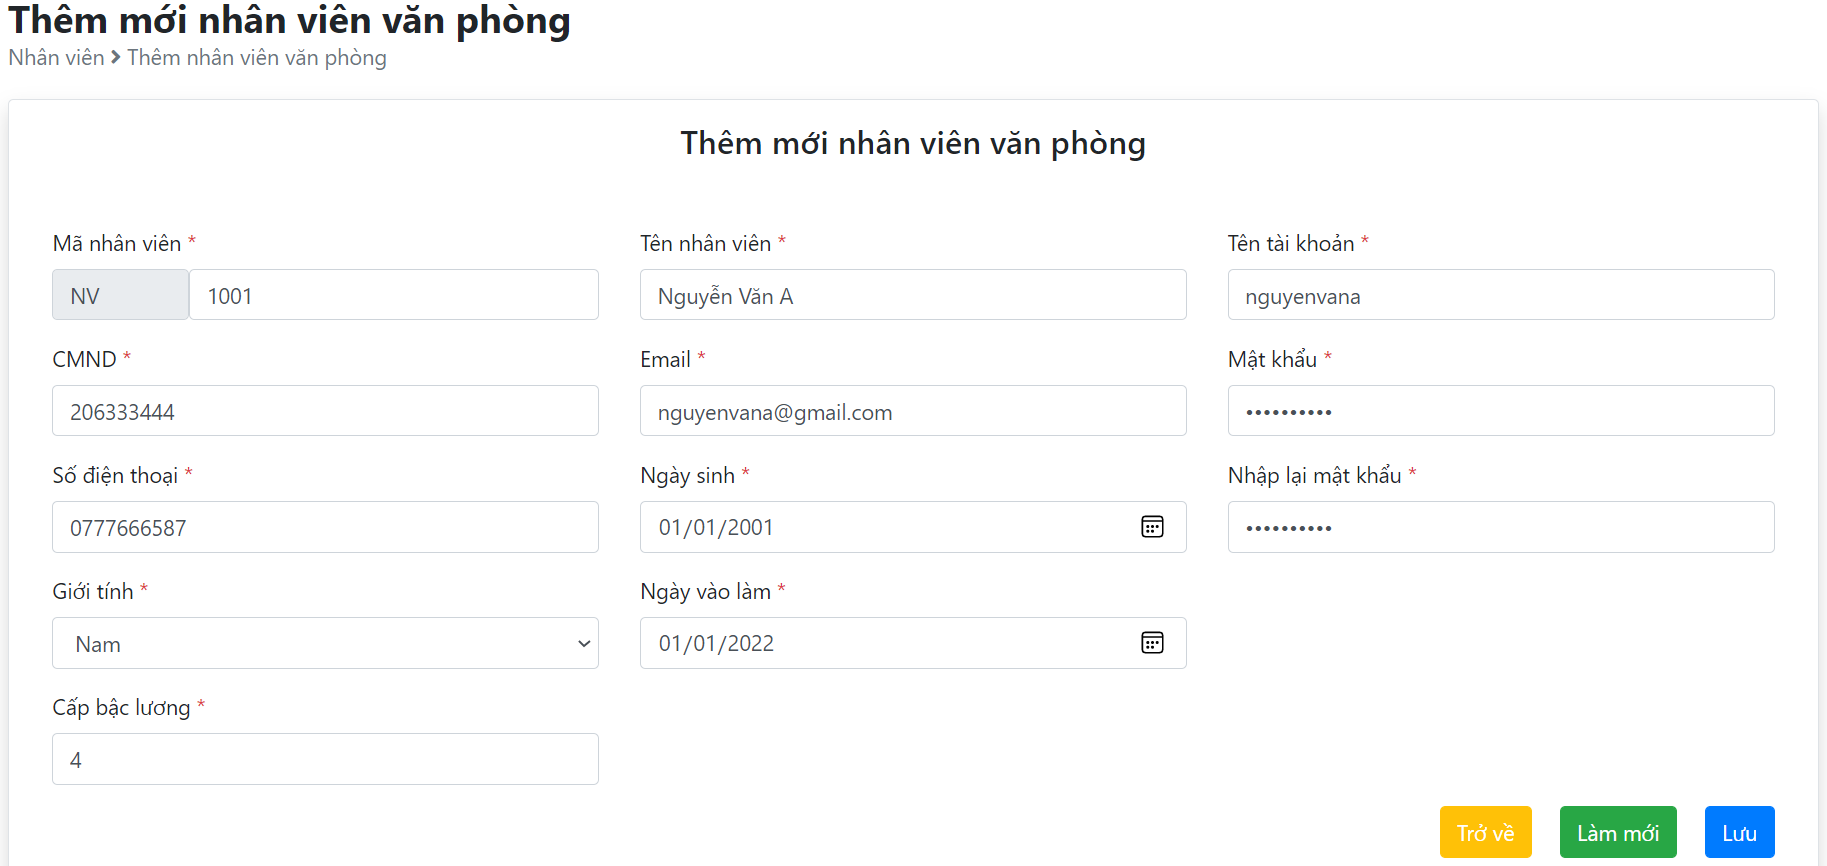 Thêm mới nhân viên văn phòng
Nhân viên > Thêm nhân viên văn phòng
Thêm mới nhân viên văn phòng
Mã nhân viên * Tên nhân viên * Tên tài khoản *
NV 1001 Nguyễn Văn A nguyenvana
CMND * Email * Mật khẩu *
206333444 nguyenvana@gmail.com ••••••••••
Số điện thoại * Ngày sinh * Nhập lại mật khẩu *
0777666587 01/01/2001 ••••••••••
Giới tính * Ngày vào làm *
Nam 01/01/2022
Cấp bậc lương *
4
Trở về Làm mới Lưu